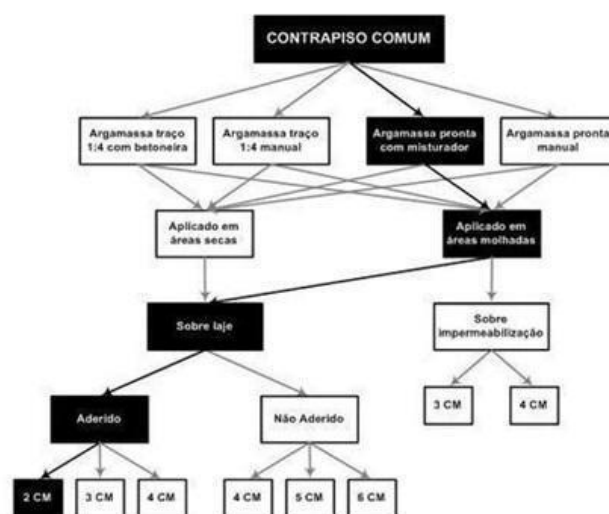 CONTRAPISO COMUM
Argamassa traço
1:4 com betoneira
Argamassa traço
1:4 manual
Argamassa pronta
com misturador
Argamassa pronta
manual
Aplicado em
áreas secas
Aplicado em
áreas molhadas
Sobre laje
Sobre
impermeabilização
3 CM
4 CM
Aderido
Não Aderido
2 CM
3 CM
4 CM
4 CM
5 CM
6 CM